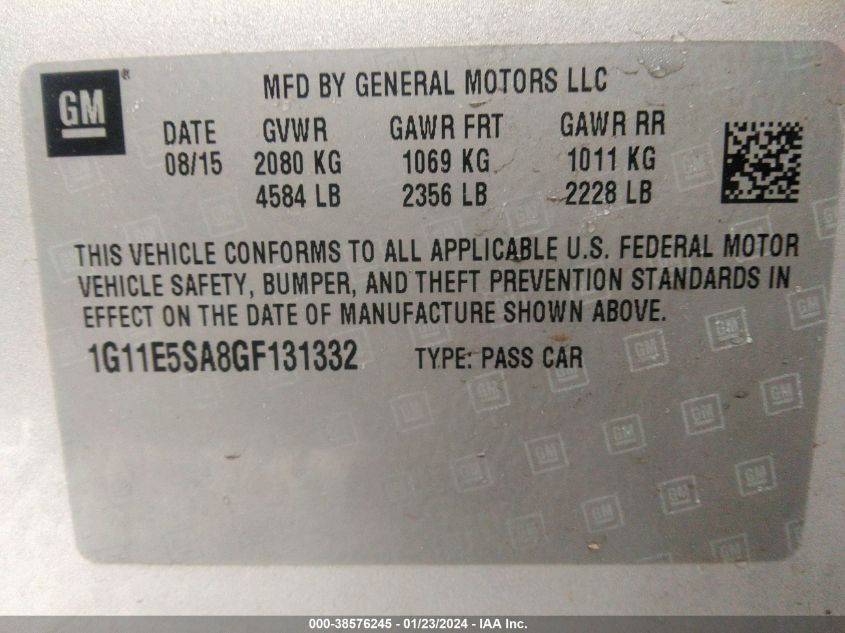 GM®
MFD BY GENERAL MOTORS LLC
DATE GVWR GAWR FRT GAWR RR
08/15 2080 KG 1069 KG 1011 KG
4584 LB 2356 LB 2228 LB
THIS VEHICLE CONFORMS TO ALL APPLICABLE U.S. FEDERAL MOTOR
VEHICLE SAFETY, BUMPER, AND THEFT PREVENTION STANDARDS IN
EFFECT ON THE DATE OF MANUFACTURE SHOWN ABOVE.
1G11E5SA8GF131332 TYPE: PASS CAR
000-38576245 - 01/23/2024 - IAA Inc.